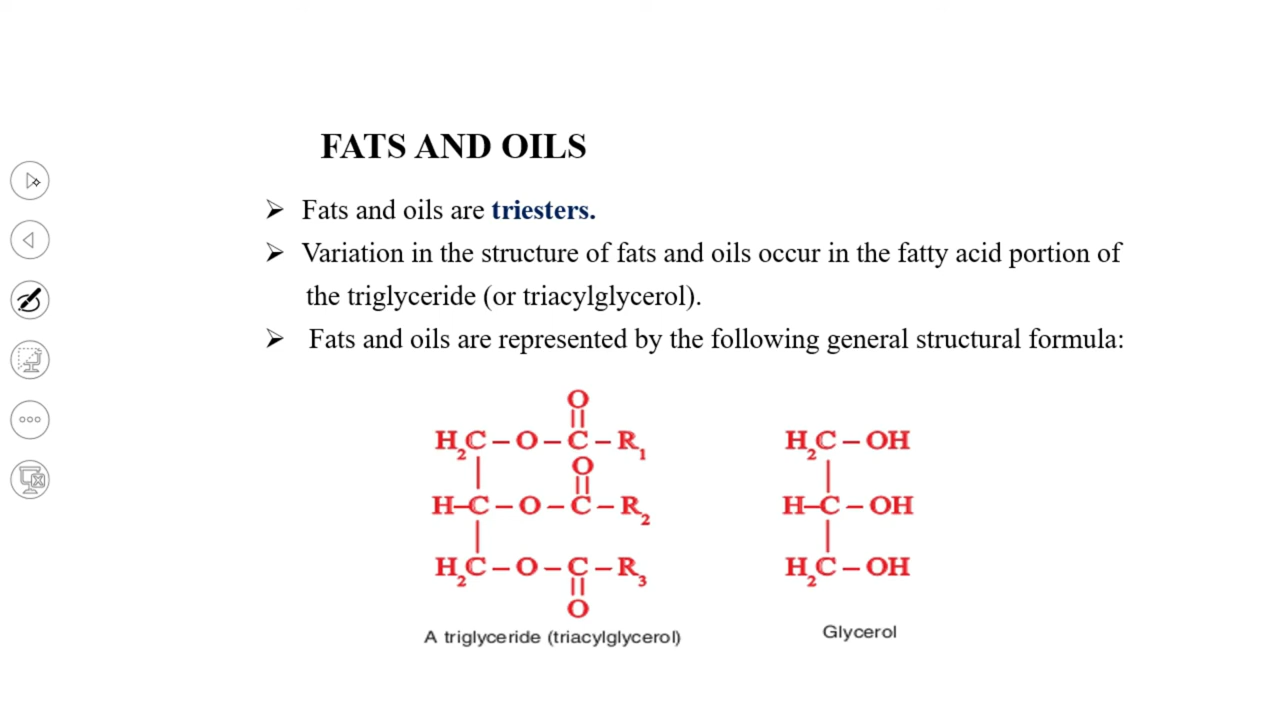 FATS AND OILS
➢ Fats and oils are triesters.
➢ Variation in the structure of fats and oils occur in the fatty acid portion of
the triglyceride (or triacylglycerol).
➢ Fats and oils are represented by the following general structural formula:
O
||
H₂C – O – C – R₁
O
||
H–C – O – C – R₂
H₂C – O – C – R₃
||
O
A triglyceride (triacylglycerol)
H₂C – OH
|
H–C – OH
|
H₂C – OH
Glycerol